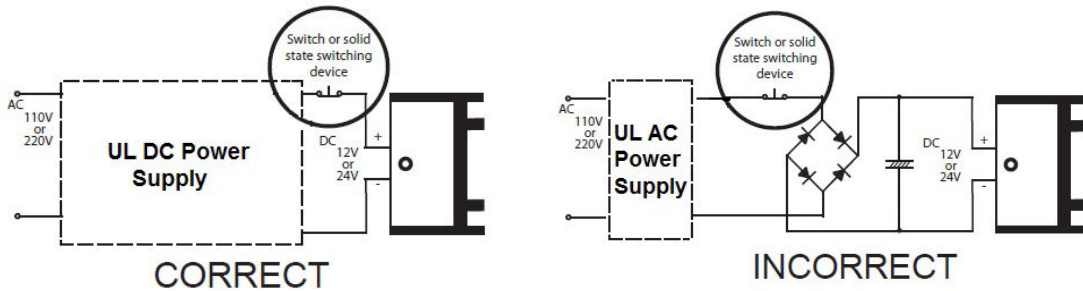 Switch or solid
state switching
device
AC
110V
or
220V
UL DC Power
Supply
DC
12V
or
24V
+
-
CORRECT
Switch or solid
state switching
device
AC
110V
or
220V
UL AC
Power
Supply
DC
12V
or
24V
+
-
INCORRECT